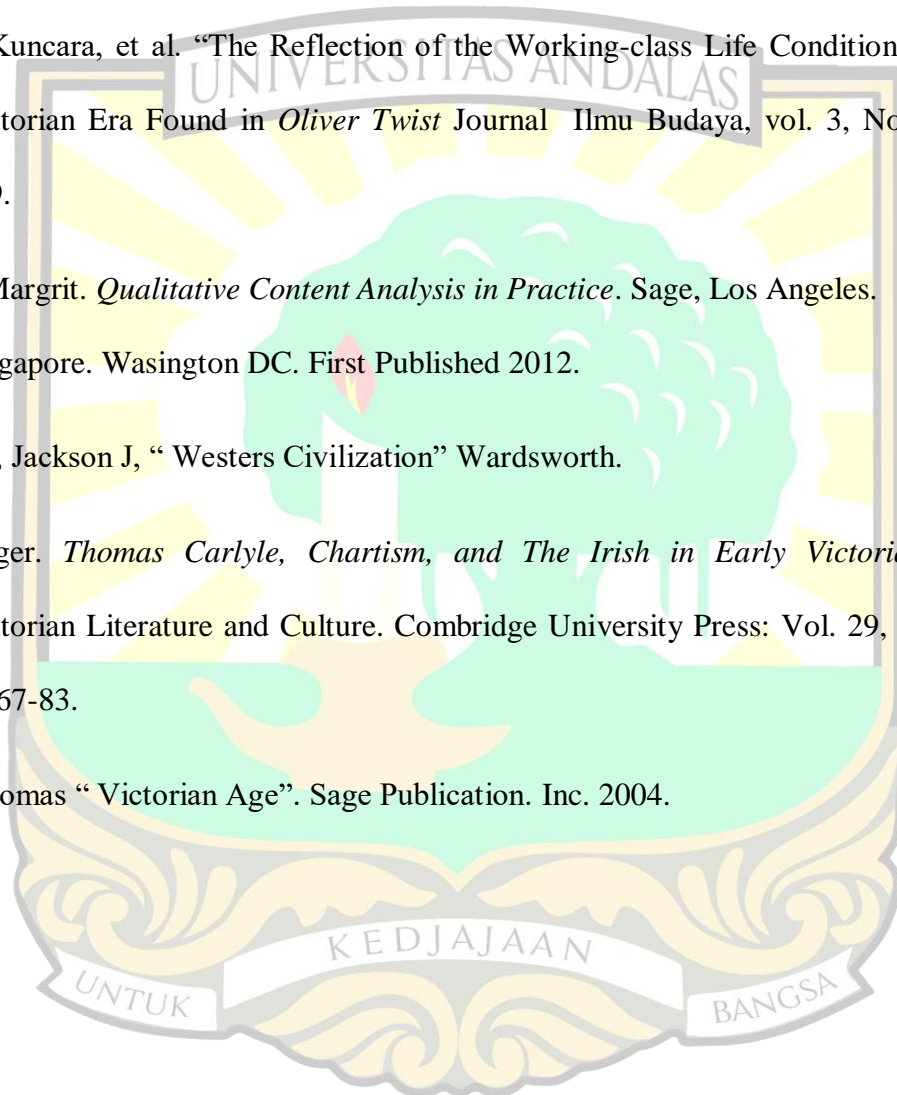 Kuncara, et al. “The Reflection of the Working-class Life Condition
UNIVERSITAS ANDALAS
torian Era Found in Oliver Twist Journal Ilmu Budaya, vol. 3, No
.
Margrit. Qualitative Content Analysis in Practice. Sage, Los Angeles.
gapore. Wasington DC. First Published 2012.
, Jackson J, “ Westers Civilization” Wardsworth.
ger. Thomas Carlyle, Chartism, and The Irish in Early Victori
torian Literature and Culture. Combridge University Press: Vol. 29,
67-83.
omas “ Victorian Age”. Sage Publication. Inc. 2004.
KEDJAJAAN
UNTUK
BANGSA